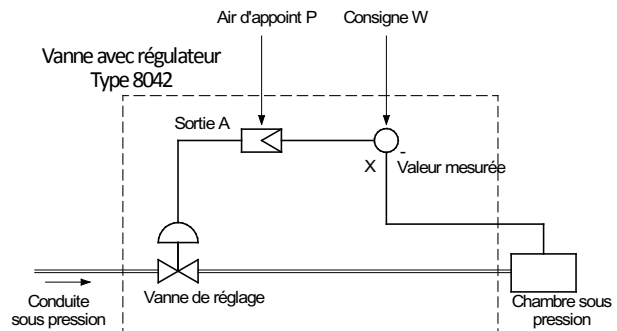 Air d'appoint P
Consigne W
Vanne avec régulateur
Type 8042
Sortie A
X
-
Valeur mesurée
Conduite
sous pression
Vanne de réglage
Chambre sous
pression